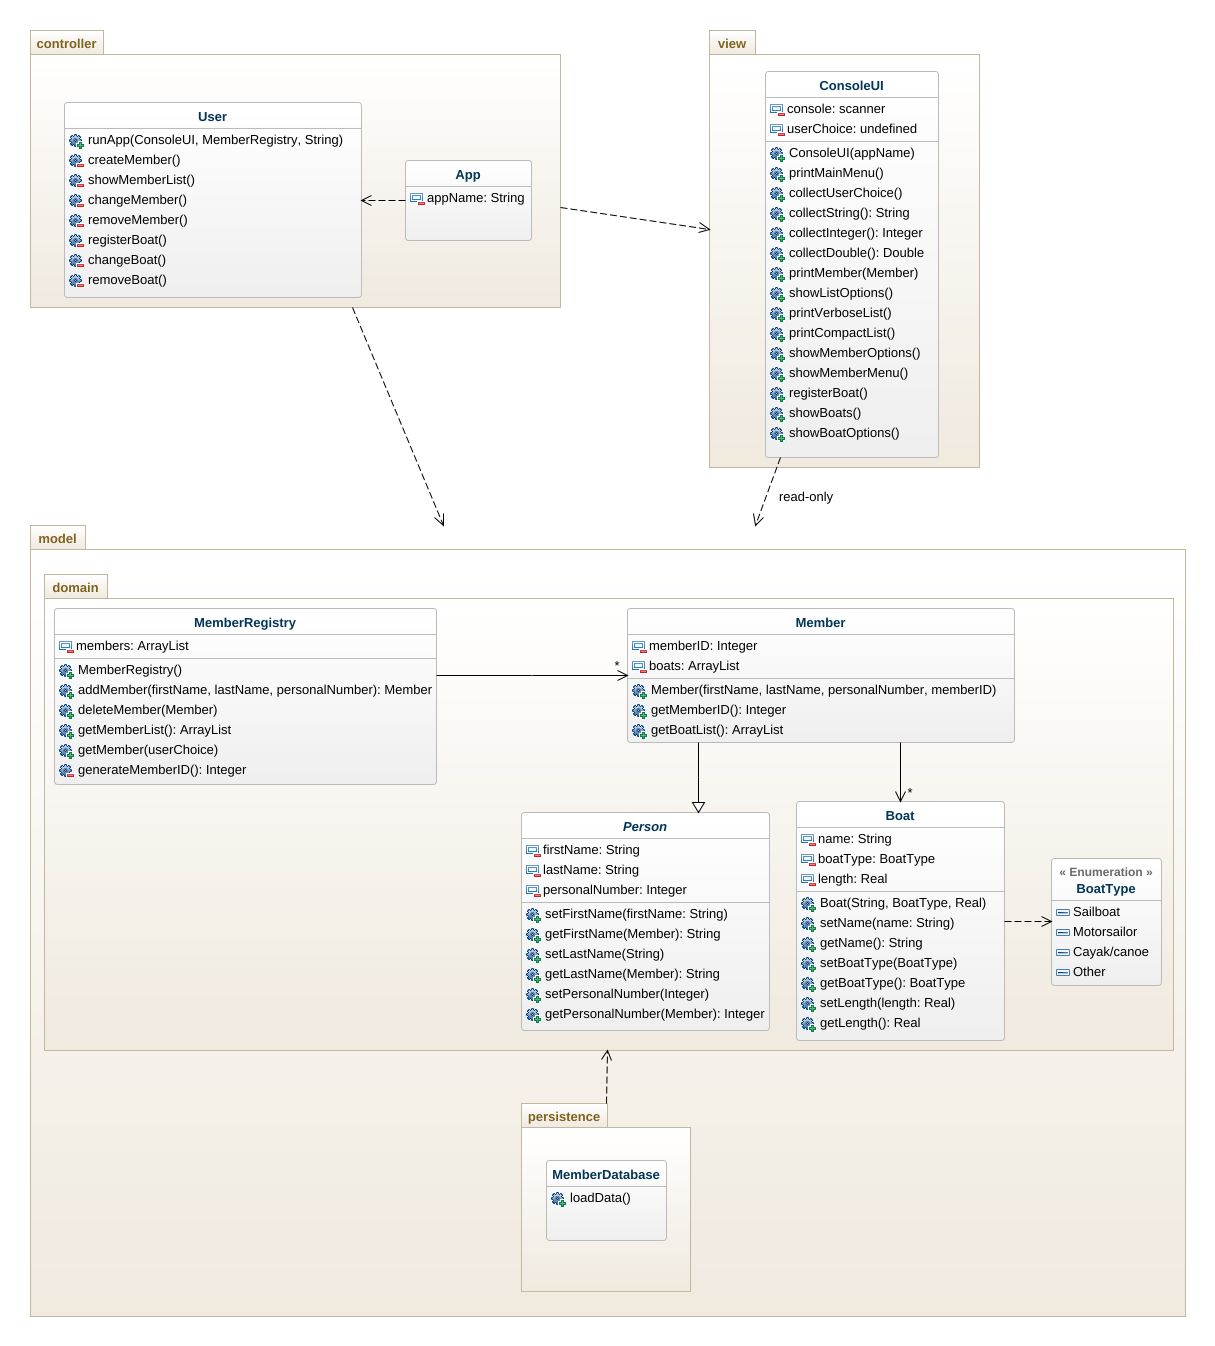 controller
User
runApp(ConsoleUI, MemberRegistry, String)
createMember()
showMemberList()
changeMember()
removeMember()
registerBoat()
changeBoat()
removeBoat()
App
appName: String
view
ConsoleUI
console: scanner
userChoice: undefined
ConsoleUI(appName)
printMainMenu()
collectUserChoice()
collectString(): String
collectInteger(): Integer
collectDouble(): Double
printMember(Member)
showListOptions()
printVerboseList()
printCompactList()
showMemberOptions()
showMemberMenu()
registerBoat()
showBoats()
showBoatOptions()
read-only
model
domain
MemberRegistry
members: ArrayList
MemberRegistry()
addMember(firstName, lastName, personalNumber): Member
deleteMember(Member)
getMemberList(): ArrayList
getMember(userChoice)
generateMemberID(): Integer
*
Member
memberID: Integer
boats: ArrayList
Member(firstName, lastName, personalNumber, memberID)
getMemberID(): Integer
getBoatList(): ArrayList
*
Person
firstName: String
lastName: String
personalNumber: Integer
setFirstName(firstName: String)
getFirstName(Member): String
setLastName(String)
getLastName(Member): String
setPersonalNumber(Integer)
getPersonalNumber(Member): Integer
Boat
name: String
boatType: BoatType
length: Real
Boat(String, BoatType, Real)
setName(name: String)
getName(): String
setBoatType(BoatType)
getBoatType(): BoatType
setLength(length: Real)
getLength(): Real
« Enumeration »
BoatType
Sailboat
Motorsailor
Cayak/canoe
Other
persistence
MemberDatabase
loadData()